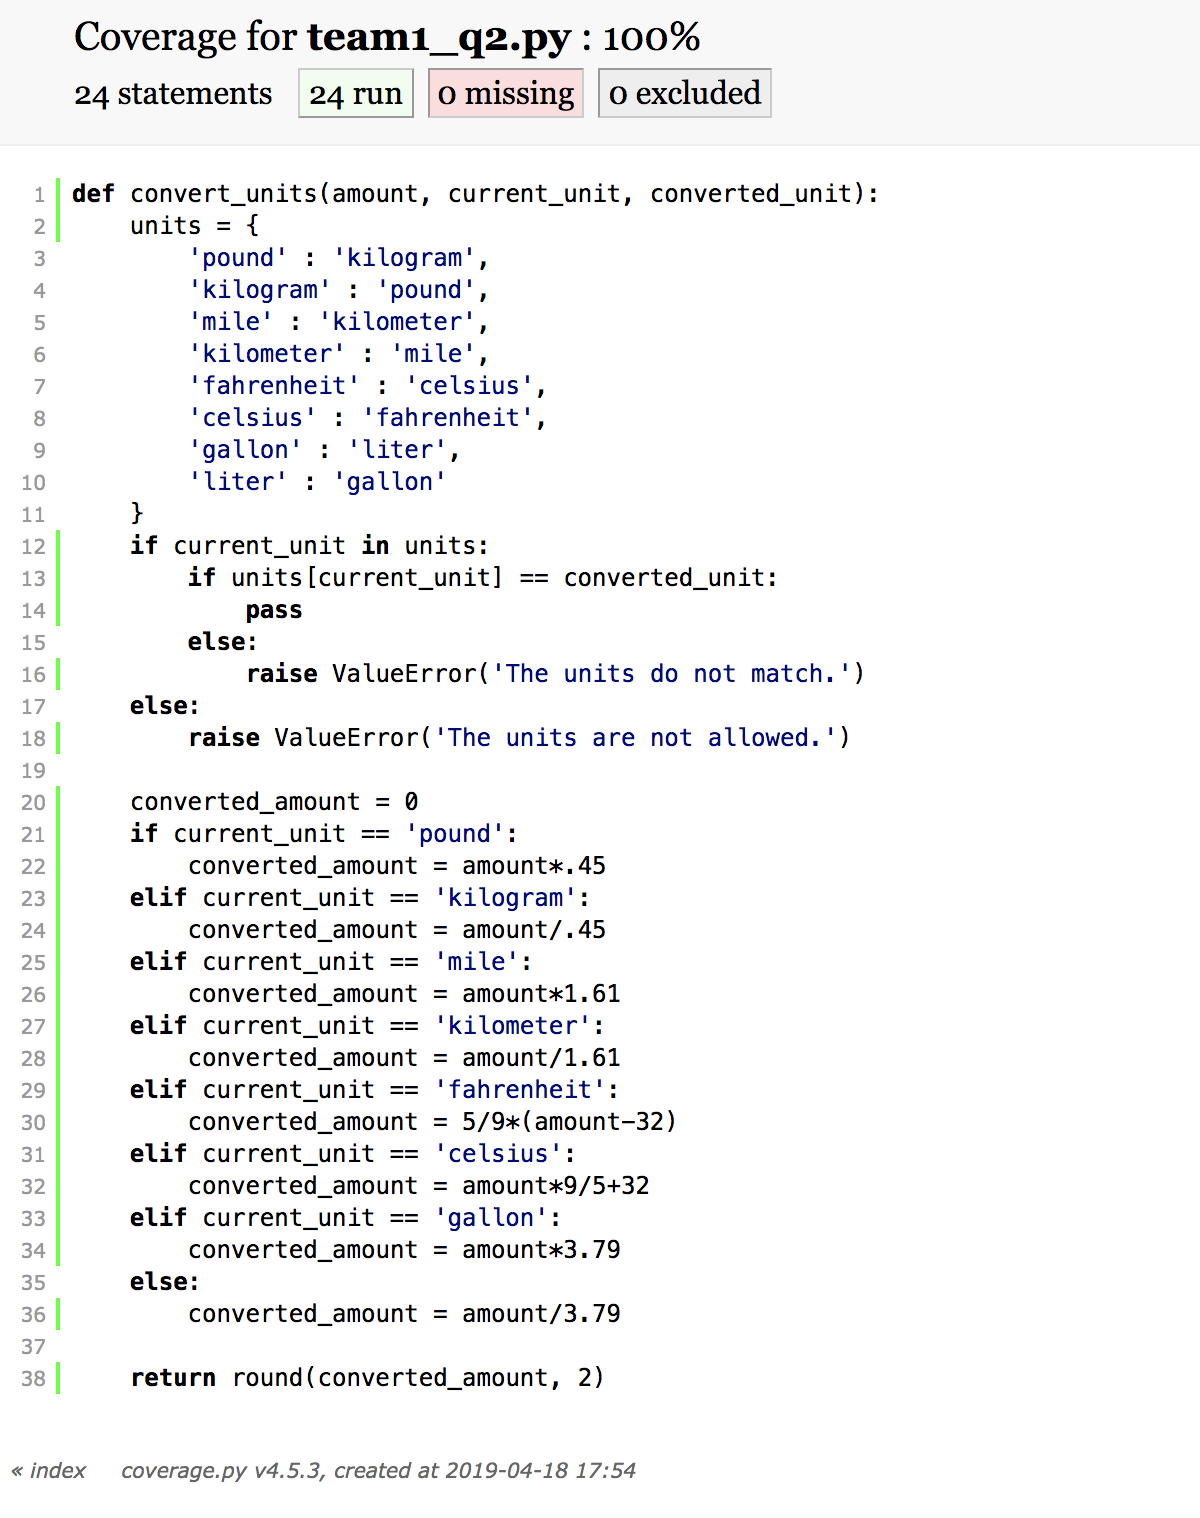 Coverage for team1_q2.py : 100%
24 statements 24 run 0 missing 0 excluded
1 def convert_units(amount, current_unit, converted_unit):
2     units = {
3         'pound' : 'kilogram',
4         'kilogram' : 'pound',
5         'mile' : 'kilometer',
6         'kilometer' : 'mile',
7         'fahrenheit' : 'celsius',
8         'celsius' : 'fahrenheit',
9         'gallon' : 'liter',
10         'liter' : 'gallon'
11     }
12     if current_unit in units:
13         if units[current_unit] == converted_unit:
14             pass
15         else:
16             raise ValueError('The units do not match.')
17     else:
18         raise ValueError('The units are not allowed.')
19
20     converted_amount = 0
21     if current_unit == 'pound':
22         converted_amount = amount*.45
23     elif current_unit == 'kilogram':
24         converted_amount = amount/.45
25     elif current_unit == 'mile':
26         converted_amount = amount*1.61
27     elif current_unit == 'kilometer':
28         converted_amount = amount/1.61
29     elif current_unit == 'fahrenheit':
30         converted_amount = 5/9*(amount-32)
31     elif current_unit == 'celsius':
32         converted_amount = amount*9/5+32
33     elif current_unit == 'gallon':
34         converted_amount = amount*3.79
35     else:
36         converted_amount = amount/3.79
37
38     return round(converted_amount, 2)
« index coverage.py v4.5.3, created at 2019-04-18 17:54